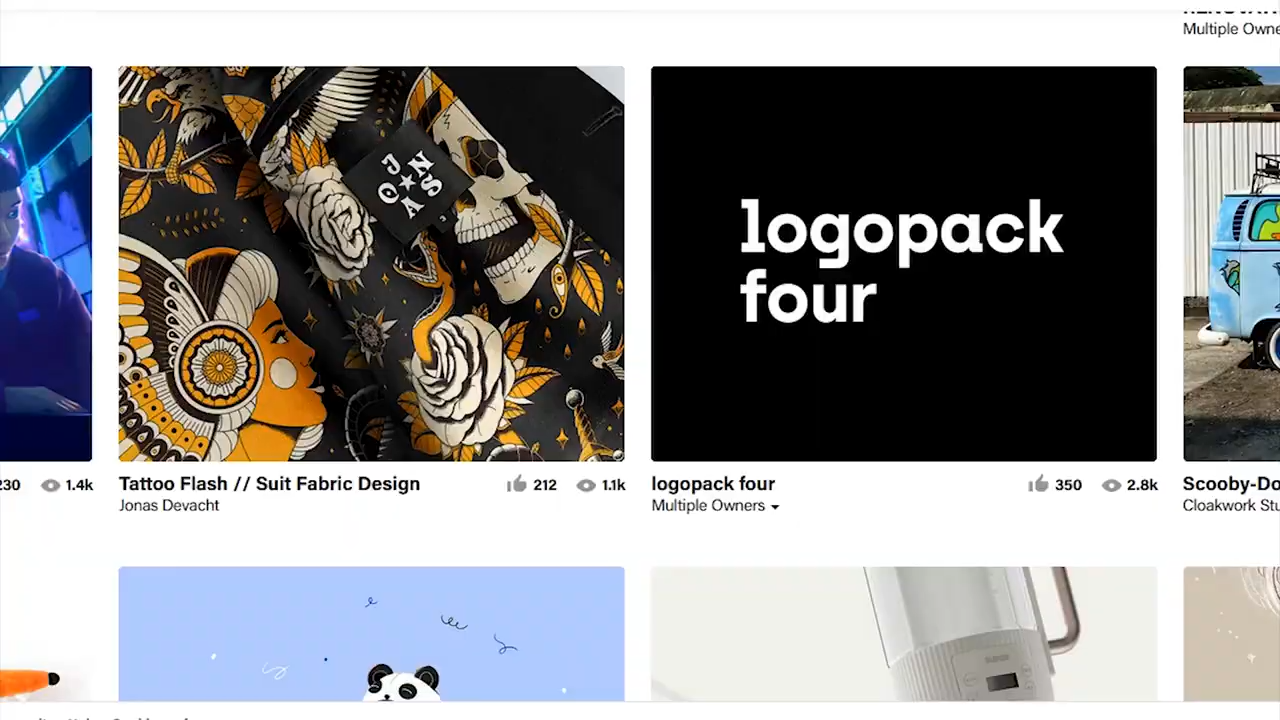 Multiple Owne
JONAS
logopack
four
230
1.4k
Tattoo Flash // Suit Fabric Design
212
1.1k
Jonas Devacht
logopack four
350
2.8k
Multiple Owners
Scooby-Do
Cloakwork Stu